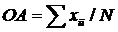 OA = ∑ x_ii / N